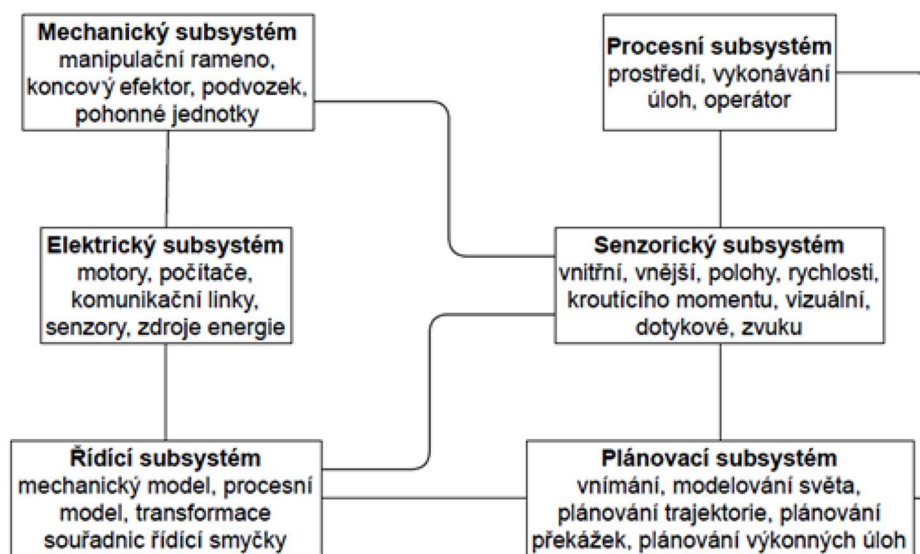 Mechanický subsystém
manipulační rameno,
koncový efektor, podvozek,
pohonné jednotky
Procesní subsystém
prostředí, vykonávání
úloh, operátor
Elektrický subsystém
motory, počítače,
komunikační linky,
senzory, zdroje energie
Senzorický subsystém
vnitřní, vnější, polohy, rychlosti,
kroutícího momentu, vizuální,
dotykové, zvuku
Řídící subsystém
mechanický model, procesní
model, transformace
souřadnic řídící smyčky
Plánovací subsystém
vnímání, modelování světa,
plánování trajektorie, plánování
překážek, plánování výkonných úloh